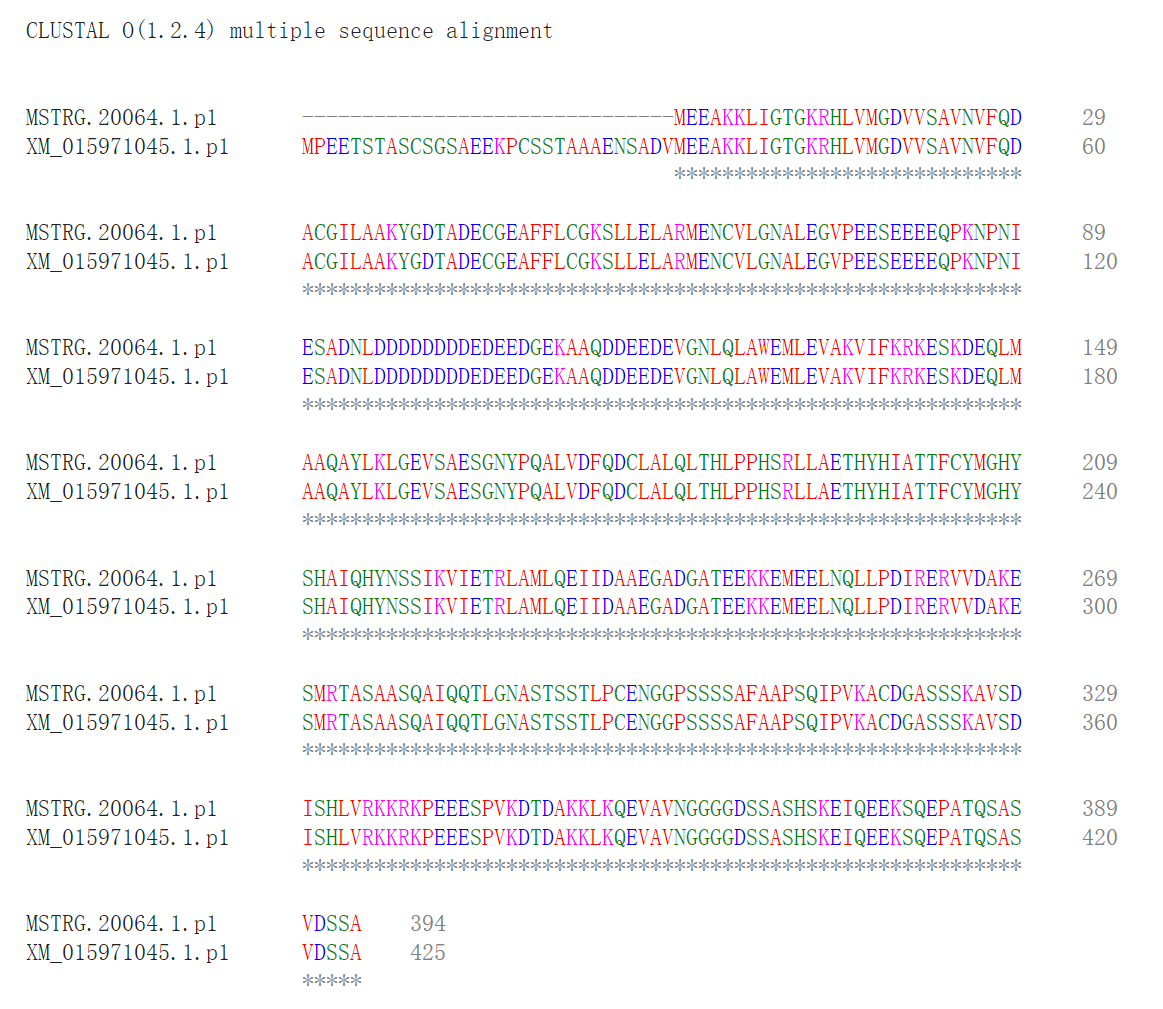 CLUSTAL O(1.2.4) multiple sequence alignment
MSTRG.20064.1.p1 -------------------------------MEEAKKLIGTGKRHLVMGDVVSAVNVFQD 29
XM_015971045.1.p1 MPEETSTASCSGSAEEKPCSSTAAAENSADVMEEAKKLIGTGKRHLVMGDVVSAVNVFQD 60
*****************************
MSTRG.20064.1.p1 ACGILAAKYGDTADECGEAFFLCGKSLLELARMENCVLGNALEGVPEESEEEEQPKNPNI 89
XM_015971045.1.p1 ACGILAAKYGDTADECGEAFFLCGKSLLELARMENCVLGNALEGVPEESEEEEQPKNPNI 120
************************************************************
MSTRG.20064.1.p1 ESADNLDDDDDDDDEDEEDGEKAAQDDEEDEVGNLQLAWEMLEVAKVIFKRKESKDEQLM 149
XM_015971045.1.p1 ESADNLDDDDDDDDEDEEDGEKAAQDDEEDEVGNLQLAWEMLEVAKVIFKRKESKDEQLM 180
************************************************************
MSTRG.20064.1.p1 AAQAYLKLGEVSAESGNYPQALVDFQDCLALQLTHLPPHSRLLAETHYHIATTFCYMGHY 209
XM_015971045.1.p1 AAQAYLKLGEVSAESGNYPQALVDFQDCLALQLTHLPPHSRLLAETHYHIATTFCYMGHY 240
************************************************************
MSTRG.20064.1.p1 SHAIQHYNSSIKVIETRLAMLQEIIDAAEGADGATEEKKEMEELNQLLPDIRERVVDAKE 269
XM_015971045.1.p1 SHAIQHYNSSIKVIETRLAMLQEIIDAAEGADGATEEKKEMEELNQLLPDIRERVVDAKE 300
************************************************************
MSTRG.20064.1.p1 SMRTASAASQAIQQTLGNASTSSTLPCENGGPSSSSAFAAPSQIPVKACDGASSSKAVSD 329
XM_015971045.1.p1 SMRTASAASQAIQQTLGNASTSSTLPCENGGPSSSSAFAAPSQIPVKACDGASSSKAVSD 360
************************************************************
MSTRG.20064.1.p1 ISHLVRKKRKPEEESPVKDTDAKKLKQEVAVNGGGGDSSASHSKEIQEEKSQEPATQSAS 389
XM_015971045.1.p1 ISHLVRKKRKPEEESPVKDTDAKKLKQEVAVNGGGGDSSASHSKEIQEEKSQEPATQSAS 420
************************************************************
MSTRG.20064.1.p1 VDSSA 394
XM_015971045.1.p1 VDSSA 425
*****